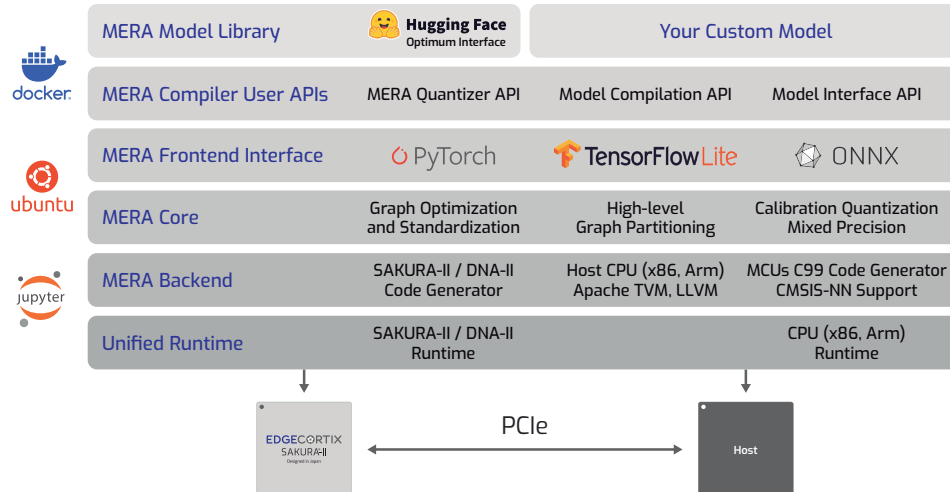 MERA Model Library
Hugging Face
Optimum Interface
Your Custom Model
docker
MERA Compiler User APIs
MERA Quantizer API
Model Compilation API
Model Interface API
MERA Frontend Interface
PyTorch
TensorFlow Lite
ONNX
ubuntu
MERA Core
Graph Optimization
and Standardization
High-level
Graph Partitioning
Calibration Quantization
Mixed Precision
jupyter
MERA Backend
SAKURA-II / DNA-II
Code Generator
Host CPU (x86, Arm)
Apache TVM, LLVM
MCUs C99 Code Generator
CMSIS-NN Support
Unified Runtime
SAKURA-II / DNA-II
Runtime
CPU (x86, Arm)
Runtime
EDGECORTIX
SAKURA-II
Designed in Japan
PCIe
Host